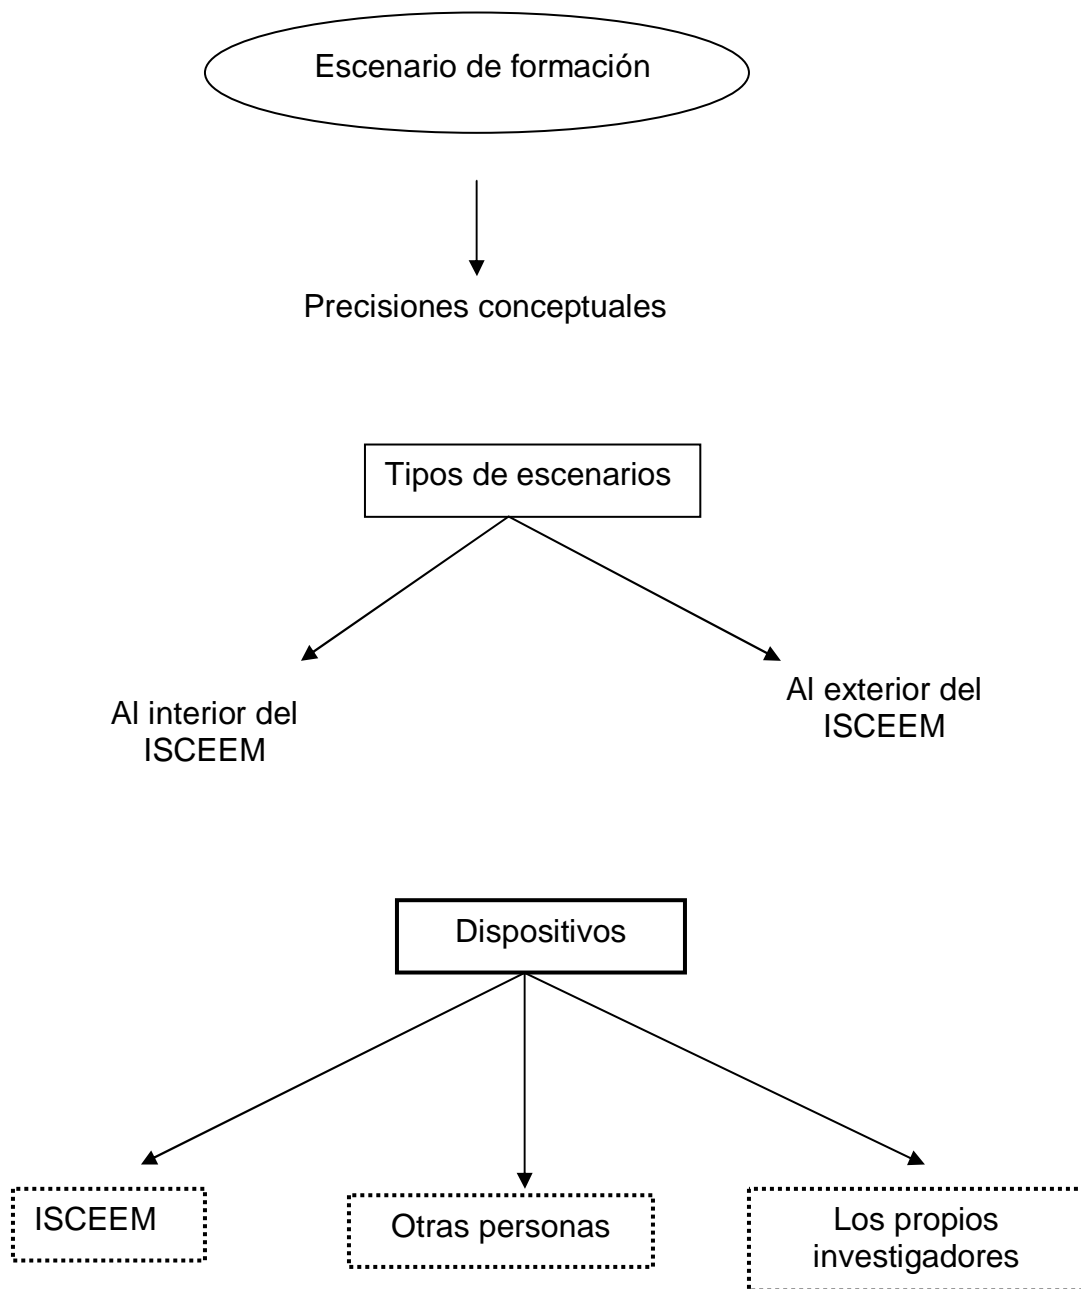 Escenario de formación
Precisiones conceptuales
Tipos de escenarios
Al interior del
ISCEEM
Al exterior del
ISCEEM
Dispositivos
ISCEEM
Otras personas
Los propios
investigadores